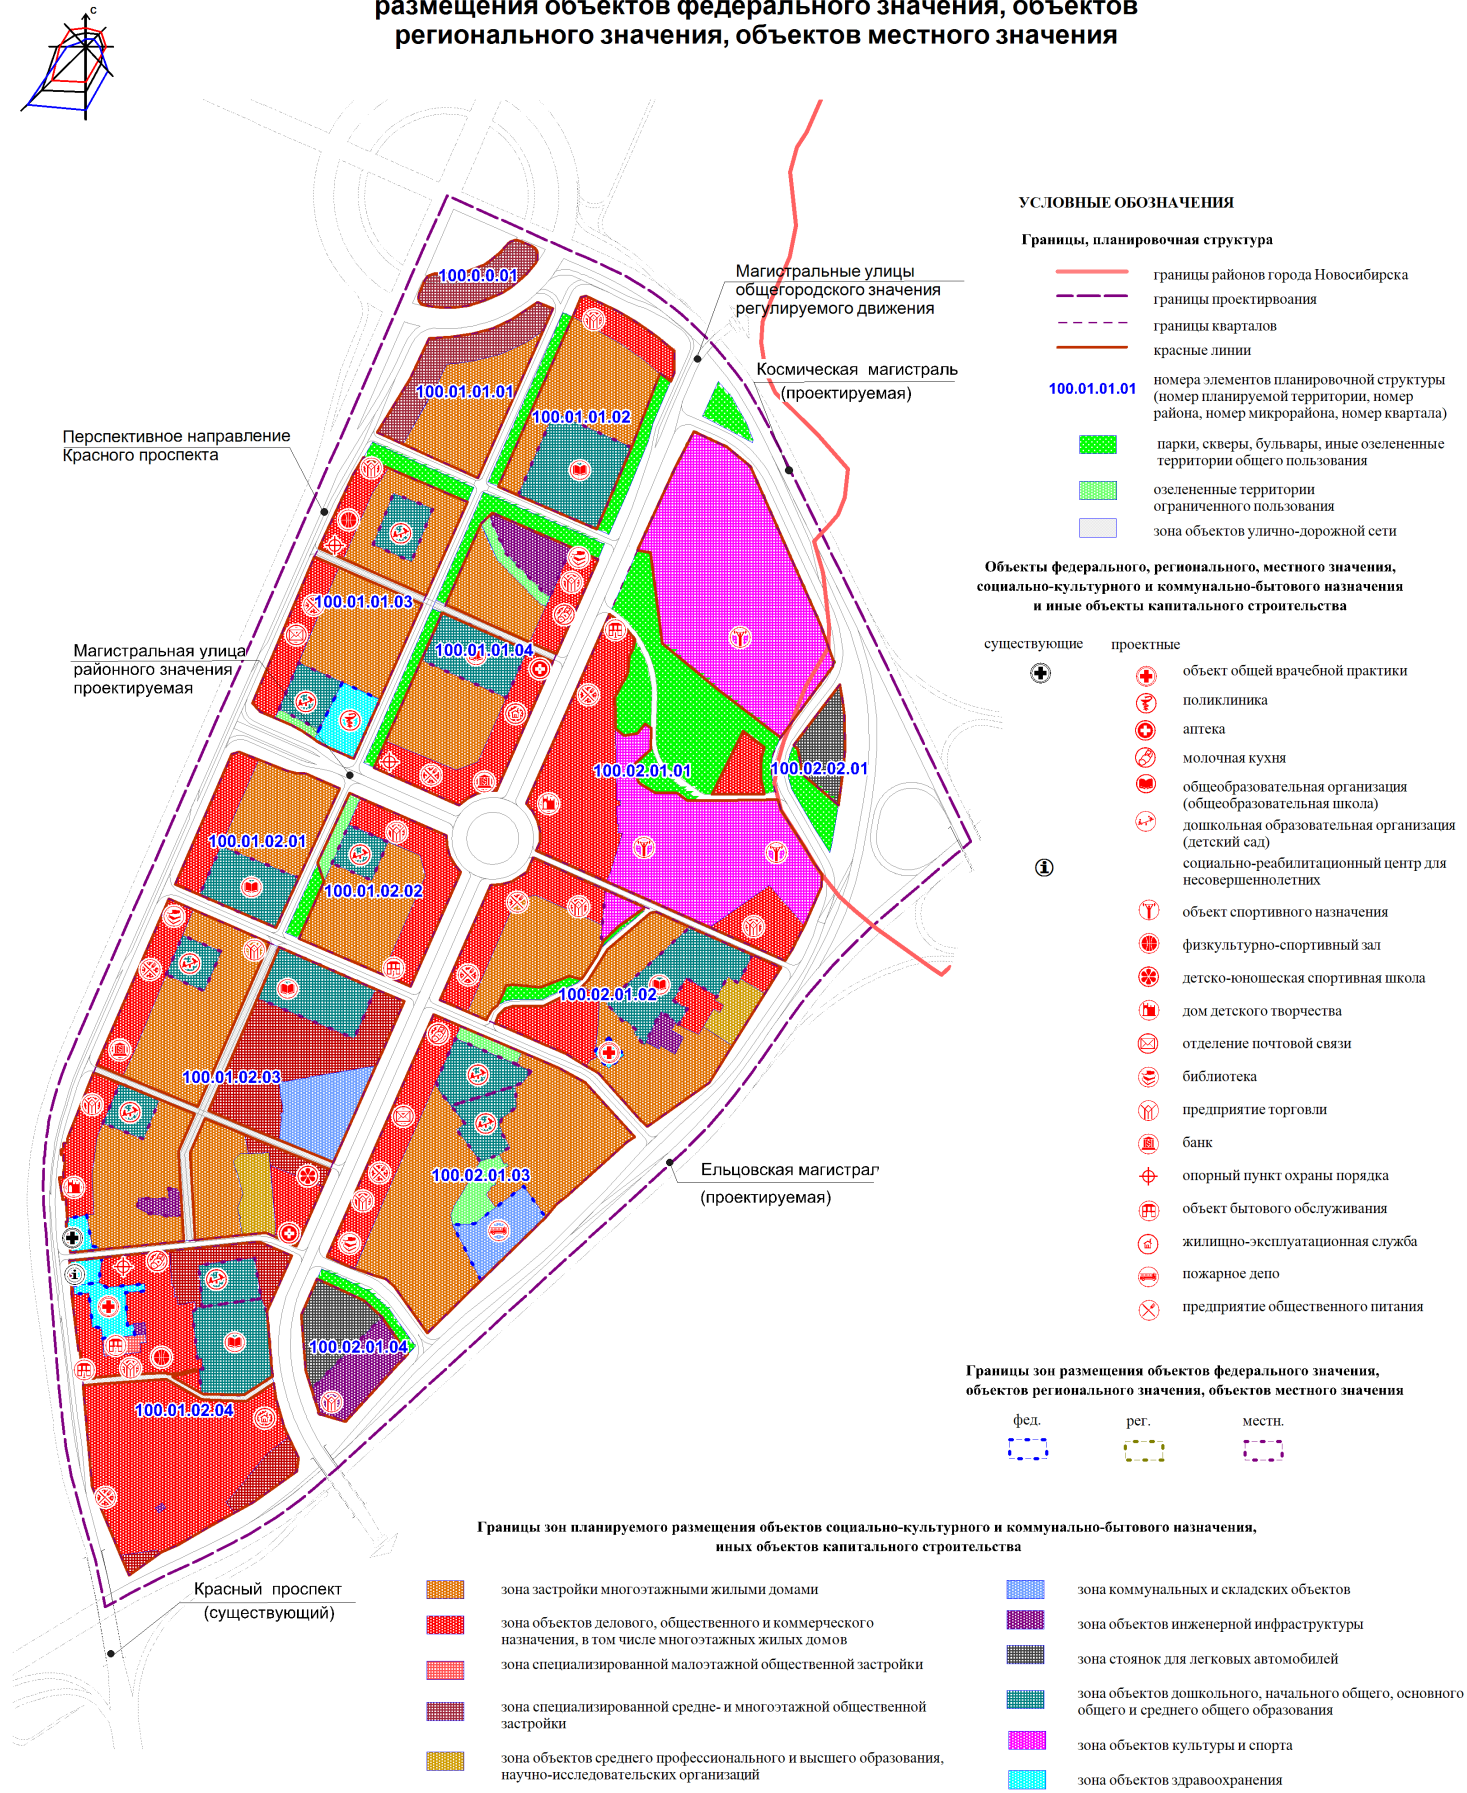 размещения объектов федерального значения, объектов
регионального значения, объектов местного значения
с
100.0.0.01
Магистральные улицы
общегородского значения
регулируемого движения
Космическая магистраль
(проектируемая)
100.01.01.01
100.01.01.02
Перспективное направление
Красного проспекта
100.01.01.03
100.01.01.04
Магистральная улица
районного значения
проектируемая
100.02.01.01
100.02.02.01
100.01.02.01
100.01.02.02
100.02.01.02
100.01.02.03
100.02.01.03
Ельцовская магистрал
(проектируемая)
100.02.01.04
100.01.02.04
Красный проспект
(существующий)
УСЛОВНЫЕ ОБОЗНАЧЕНИЯ
Границы, планировочная структура
границы районов города Новосибирска
границы проектирвоания
границы кварталов
красные линии
100.01.01.01
номера элементов планировочной структуры
(номер планируемой территории, номер
района, номер микрорайона, номер квартала)
парки, скверы, бульвары, иные озелененные
территории общего пользования
озелененные территории
ограниченного пользования
зона объектов улично-дорожной сети
Объекты федерального, регионального, местного значения,
социально-культурного и коммунально-бытового назначения
и иные объекты капитального строительства
существующие
проектные
объект общей врачебной практики
поликлиника
аптека
молочная кухня
общеобразовательная организация
(общеобразовательная школа)
дошкольная образовательная организация
(детский сад)
социально-реабилитационный центр для
несовершеннолетних
объект спортивного назначения
физкультурно-спортивный зал
детско-юношеская спортивная школа
дом детского творчества
отделение почтовой связи
библиотека
предприятие торговли
банк
опорный пункт охраны порядка
объект бытового обслуживания
жилищно-эксплуатационная служба
пожарное депо
предприятие общественного питания
Границы зон размещения объектов федерального значения,
объектов регионального значения, объектов местного значения
фед.
рег.
местн.
Границы зон планируемого размещения объектов социально-культурного и коммунально-бытового назначения,
иных объектов капитального строительства
зона застройки многоэтажными жилыми домами
зона объектов делового, общественного и коммерческого
назначения, в том числе многоэтажных жилых домов
зона специализированной малоэтажной общественной застройки
зона специализированной средне- и многоэтажной общественной
застройки
зона объектов среднего профессионального и высшего образования,
научно-исследовательских организаций
зона коммунальных и складских объектов
зона объектов инженерной инфраструктуры
зона стоянок для легковых автомобилей
зона объектов дошкольного, начального общего, основного
общего и среднего общего образования
зона объектов культуры и спорта
зона объектов здравоохранения